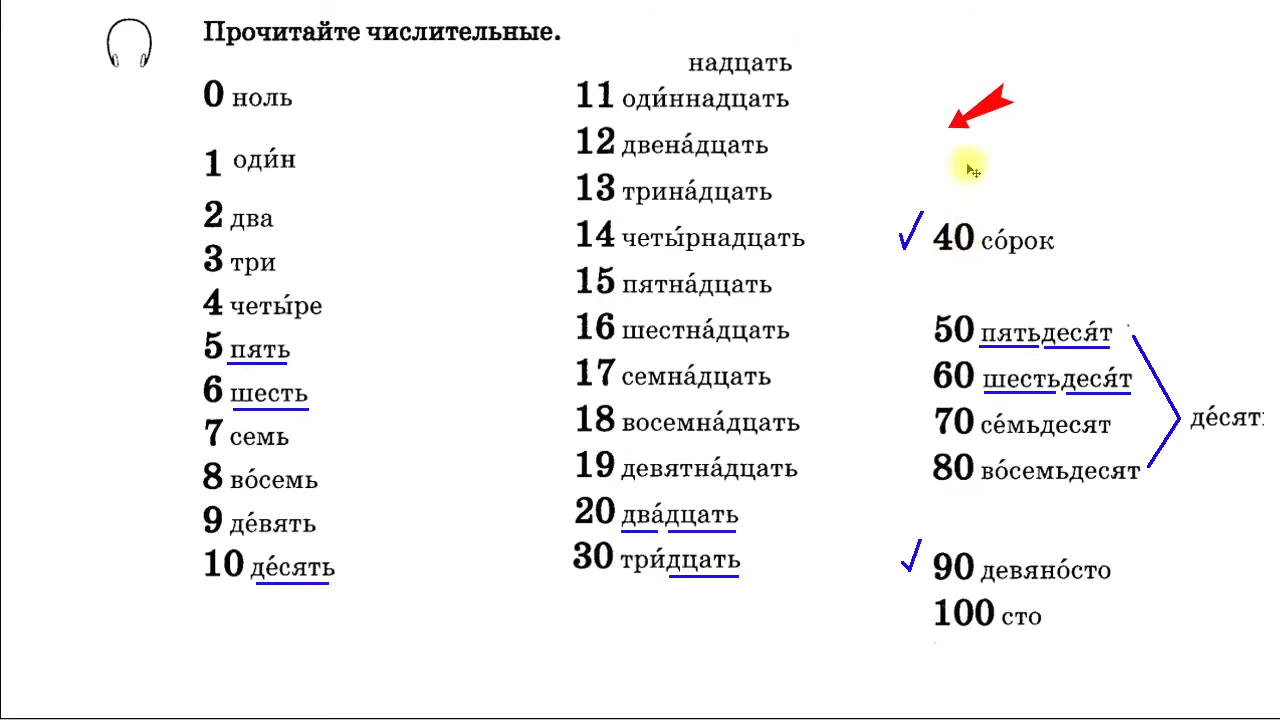 Прочитайте числительные.
0 ноль
1 оди́н
2 два
3 три
4 четы́ре
5 пять
6 шесть
7 семь
8 во́семь
9 де́вять
10 де́сять
надцать
11 оди́ннадцать
12 двена́дцать
13 трина́дцать
14 четы́рнадцать
15 пятна́дцать
16 шестна́дцать
17 семна́дцать
18 восемна́дцать
19 девятна́дцать
20 два́дцать
30 три́дцать
40 со́рок
50 пятьдеся́т
60 шестьдеся́т
70 се́мьдесят
80 во́семьдесят
90 девяно́сто
100 сто